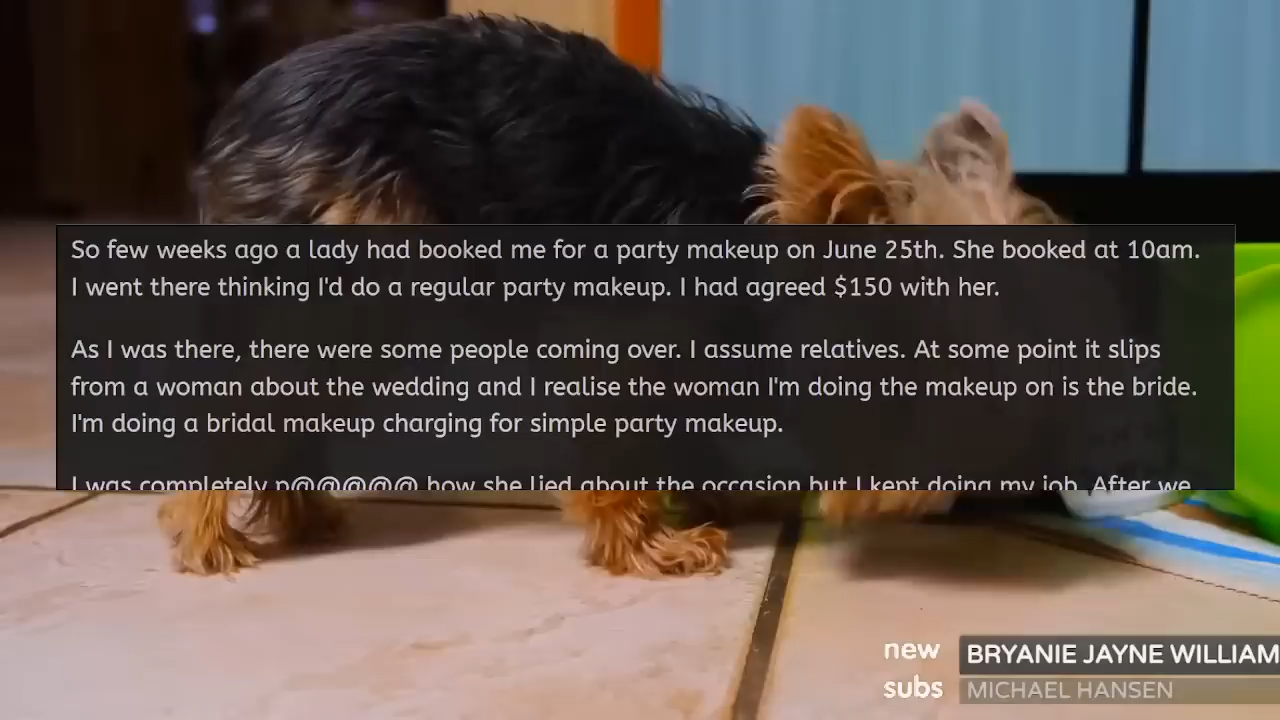 So few weeks ago a lady had booked me for a party makeup on June 25th. She booked at 10am.
I went there thinking I'd do a regular party makeup. I had agreed $150 with her.
As I was there, there were some people coming over. I assume relatives. At some point it slips
from a woman about the wedding and I realise the woman I'm doing the makeup on is the bride.
I'm doing a bridal makeup charging for simple party makeup.
I was completely p@@@@@ how she lied about the occasion but I kept doing my job. After we
new
BRYANIE JAYNE WILLIAM
subs
MICHAEL HANSEN